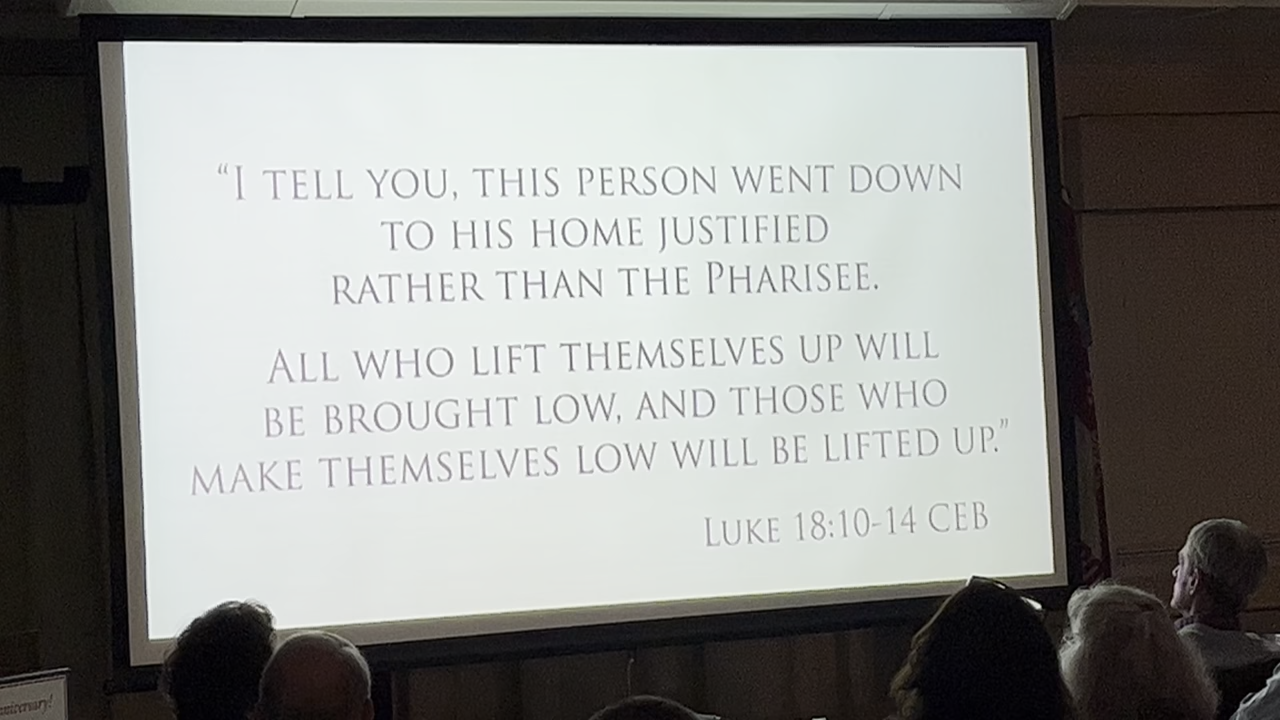 “I TELL YOU, THIS PERSON WENT DOWN
TO HIS HOME JUSTIFIED
RATHER THAN THE PHARISEE.
ALL WHO LIFT THEMSELVES UP WILL
BE BROUGHT LOW, AND THOSE WHO
MAKE THEMSELVES LOW WILL BE LIFTED UP.”
LUKE 18:10-14 CEB